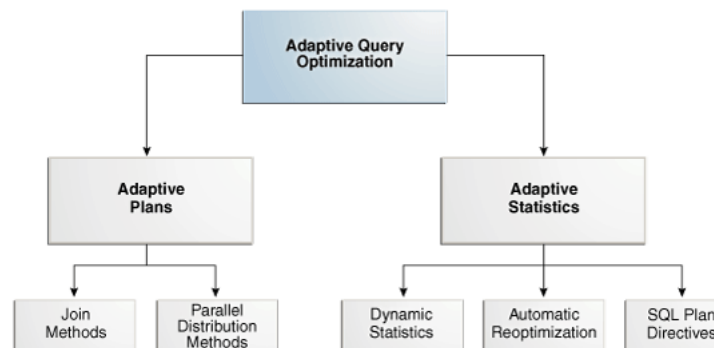 Adaptive Query
Optimization
Adaptive
Plans
Adaptive
Statistics
Join
Methods
Parallel
Distribution
Methods
Dynamic
Statistics
Automatic
Reoptimization
SQL Plan
Directives